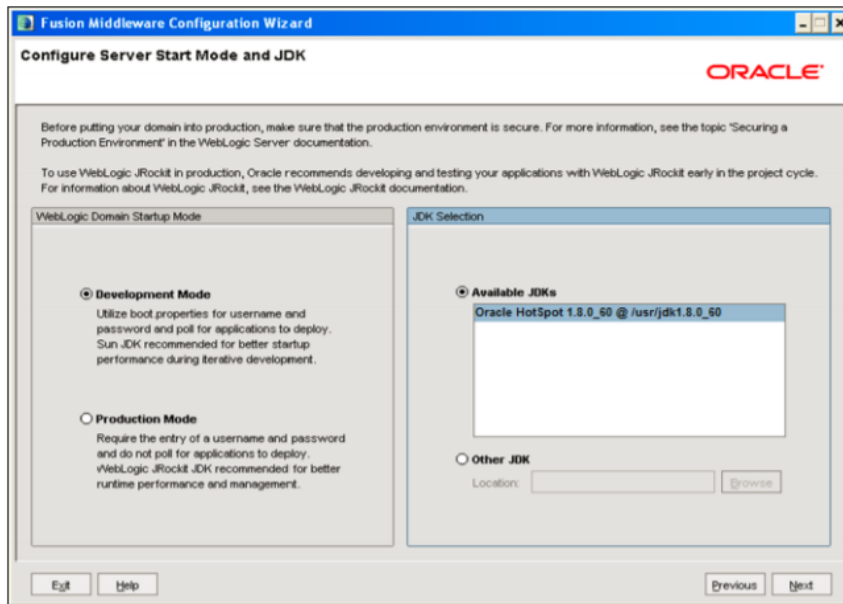 Fusion Middleware Configuration Wizard
Configure Server Start Mode and JDK
ORACLE
Before putting your domain into production, make sure that the production environment is secure. For more information, see the topic 'Securing a
Production Environment' in the WebLogic Server documentation.
To use WebLogic JRockit in production, Oracle recommends developing and testing your applications with WebLogic JRockit early in the project cycle.
For information about WebLogic JRockit, see the WebLogic JRockit documentation.
WebLogic Domain Startup Mode
Development Mode
Utilize boot.properties for username and
password and poll for applications to deploy.
Sun JDK recommended for better startup
performance during iterative development.
Production Mode
Require the entry of a username and password
and do not poll for applications to deploy.
WebLogic JRockit JDK recommended for better
runtime performance and management.
JDK Selection
Available JDKs
Oracle HotSpot 1.8.0_60 @ /usr/jdk1.8.0_60
Other JDK
Location:
Browse
Exit
Help
Previous
Next